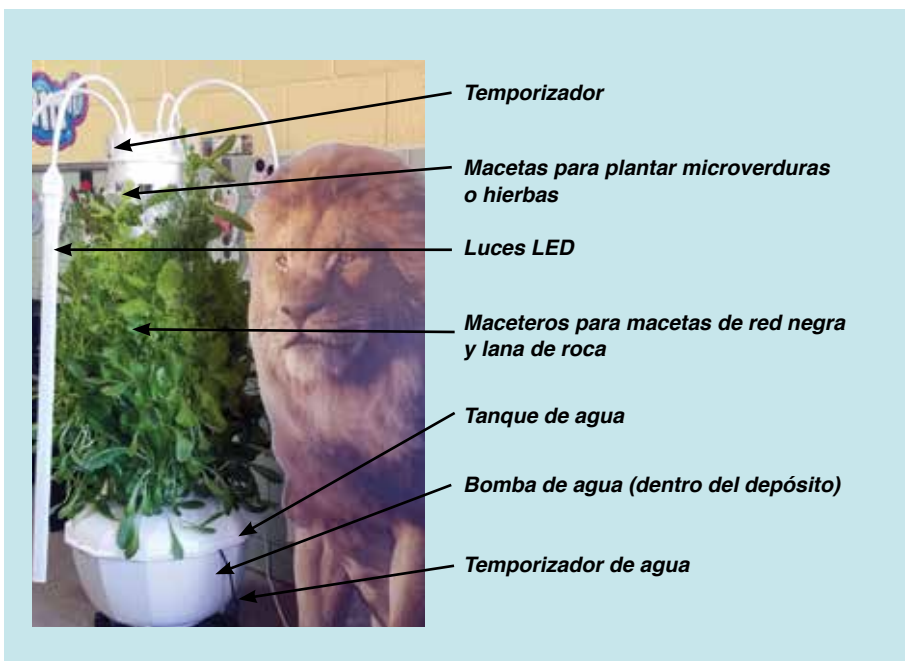 Temporizador
Macetas para plantar microverduras
o hierbas
Luces LED
Maceteros para macetas de red negra
y lana de roca
Tanque de agua
Bomba de agua (dentro del depósito)
Temporizador de agua